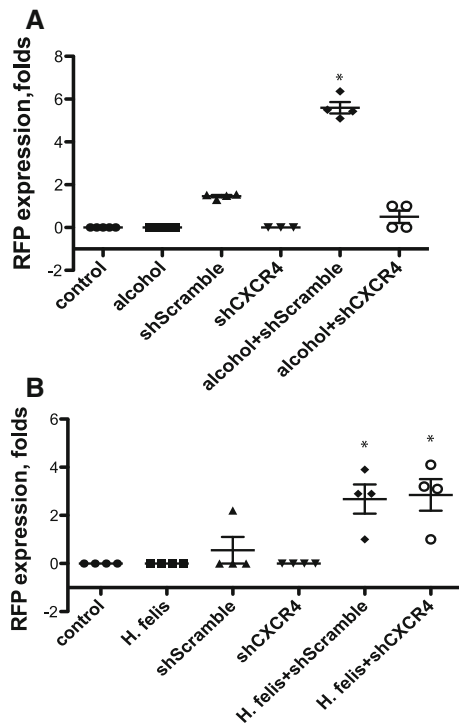 A
RFP expression,folds
8
6
4
2
0
-2
control
alcohol
shScramble
shCXCR4
alcohol+shScramble
alcohol+shCXCR4
*
B
RFP expression, folds
6
4
2
0
-2
control
H. felis
shScramble
shCXCR4
H. felis+shScramble
H. felis+shCXCR4
*
*